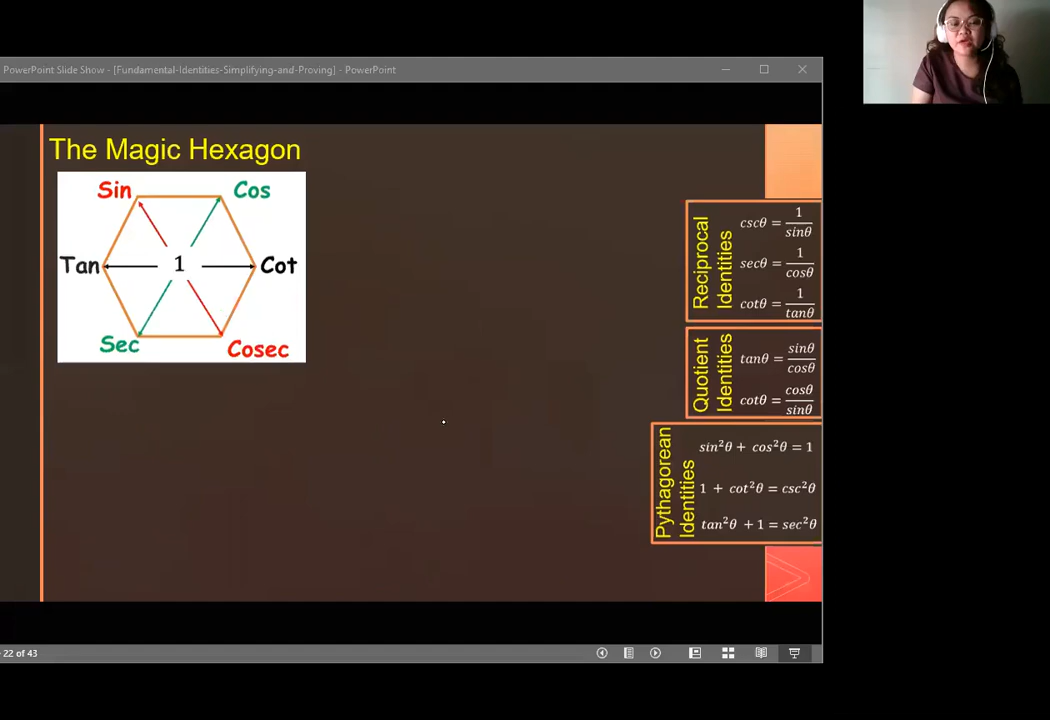 PowerPoint Slide Show - [Fundamental-Identities-Simplifying-and-Proving] - PowerPoint
The Magic Hexagon
Sin
Cos
Tan
1
Cot
Sec
Cosec
Reciprocal
Identities
cscθ = 1/sinθ
secθ = 1/cosθ
cotθ = 1/tanθ
Quotient
Identities
tanθ = sinθ/cosθ
cotθ = cosθ/sinθ
Pythagorean
Identities
sin²θ + cos²θ = 1
1 + cot²θ = csc²θ
tan²θ + 1 = sec²θ
22 of 43